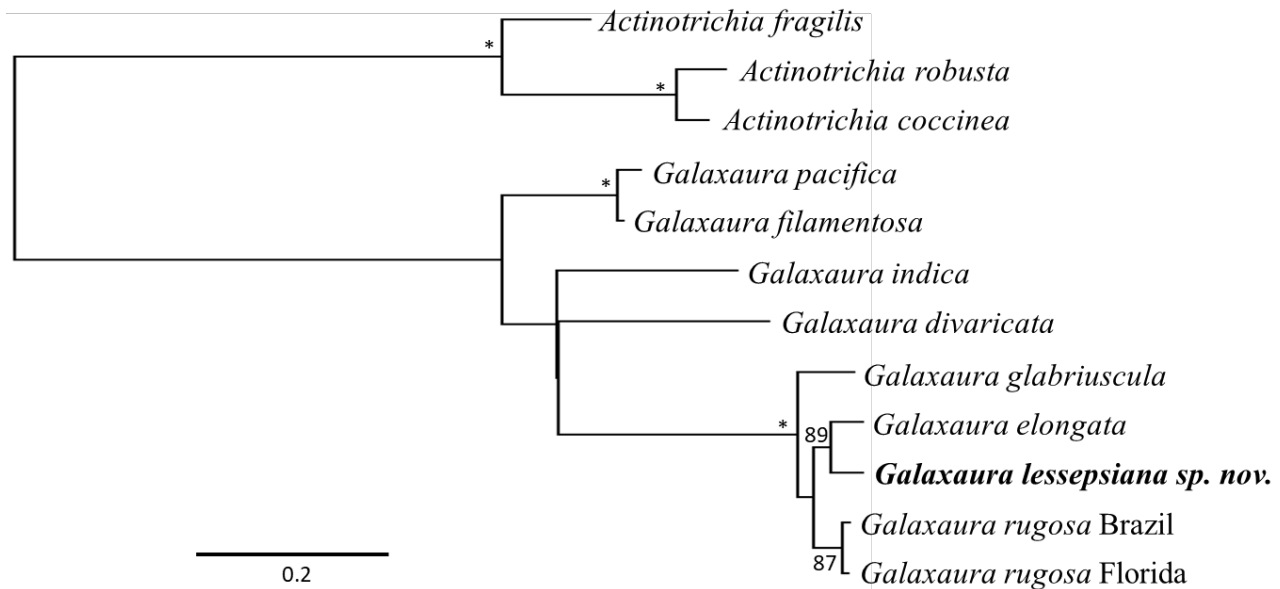 *
Actinotrichia fragilis
*
Actinotrichia robusta
Actinotrichia coccinea
*
Galaxaura pacifica
Galaxaura filamentosa
Galaxaura indica
Galaxaura divaricata
Galaxaura glabriuscula
*
89
Galaxaura elongata
Galaxaura lessepsiana sp. nov.
Galaxaura rugosa Brazil
87
Galaxaura rugosa Florida
0.2